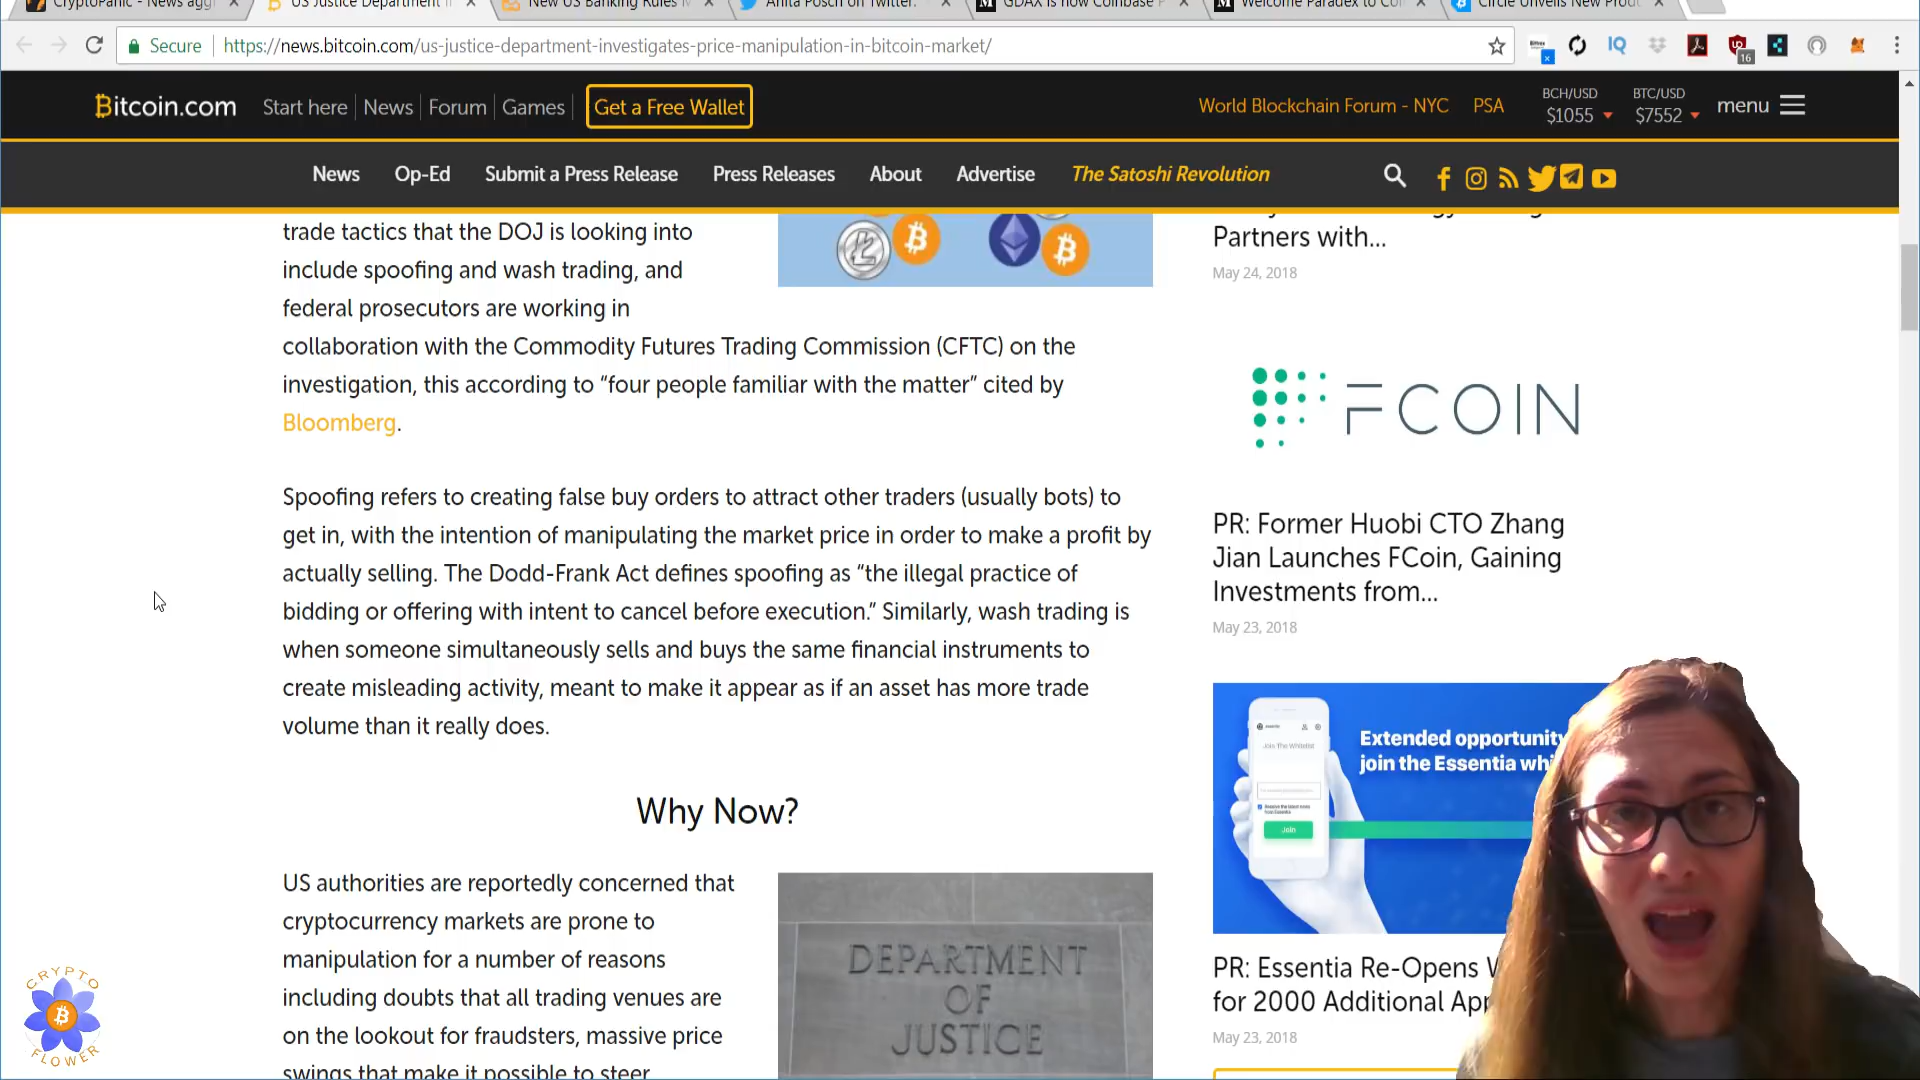 CryptoPanic - News aggr
US Justice Department I
New US Banking Rules M
Anita Posch on Twitter:
GDAX is now Coinbase P
Welcome Paradex to Coi
Circle Unveils New Produ
Secure
https://news.bitcoin.com/us-justice-department-investigates-price-manipulation-in-bitcoin-market/
16
Bitcoin.com
Start here
News
Forum
Games
Get a Free Wallet
World Blockchain Forum - NYC
PSA
BCH/USD
$1055
BTC/USD
$7552
menu
News
Op-Ed
Submit a Press Release
Press Releases
About
Advertise
The Satoshi Revolution
trade tactics that the DOJ is looking into
include spoofing and wash trading, and
federal prosecutors are working in
collaboration with the Commodity Futures Trading Commission (CFTC) on the
investigation, this according to “four people familiar with the matter” cited by
Bloomberg.
Spoofing refers to creating false buy orders to attract other traders (usually bots) to
get in, with the intention of manipulating the market price in order to make a profit by
actually selling. The Dodd-Frank Act defines spoofing as “the illegal practice of
bidding or offering with intent to cancel before execution.” Similarly, wash trading is
when someone simultaneously sells and buys the same financial instruments to
create misleading activity, meant to make it appear as if an asset has more trade
volume than it really does.
Why Now?
US authorities are reportedly concerned that
cryptocurrency markets are prone to
manipulation for a number of reasons
including doubts that all trading venues are
on the lookout for fraudsters, massive price
swings that make it possible to steer
DEPARTMENT
OF
JUSTICE
Partners with...
May 24, 2018
FCOIN
PR: Former Huobi CTO Zhang
Jian Launches FCoin, Gaining
Investments from...
May 23, 2018
Join The Whitelist
Join
Extended opportunity
join the Essentia whi
PR: Essentia Re-Opens W
for 2000 Additional App
May 23, 2018
CRYPTO
FLOWER